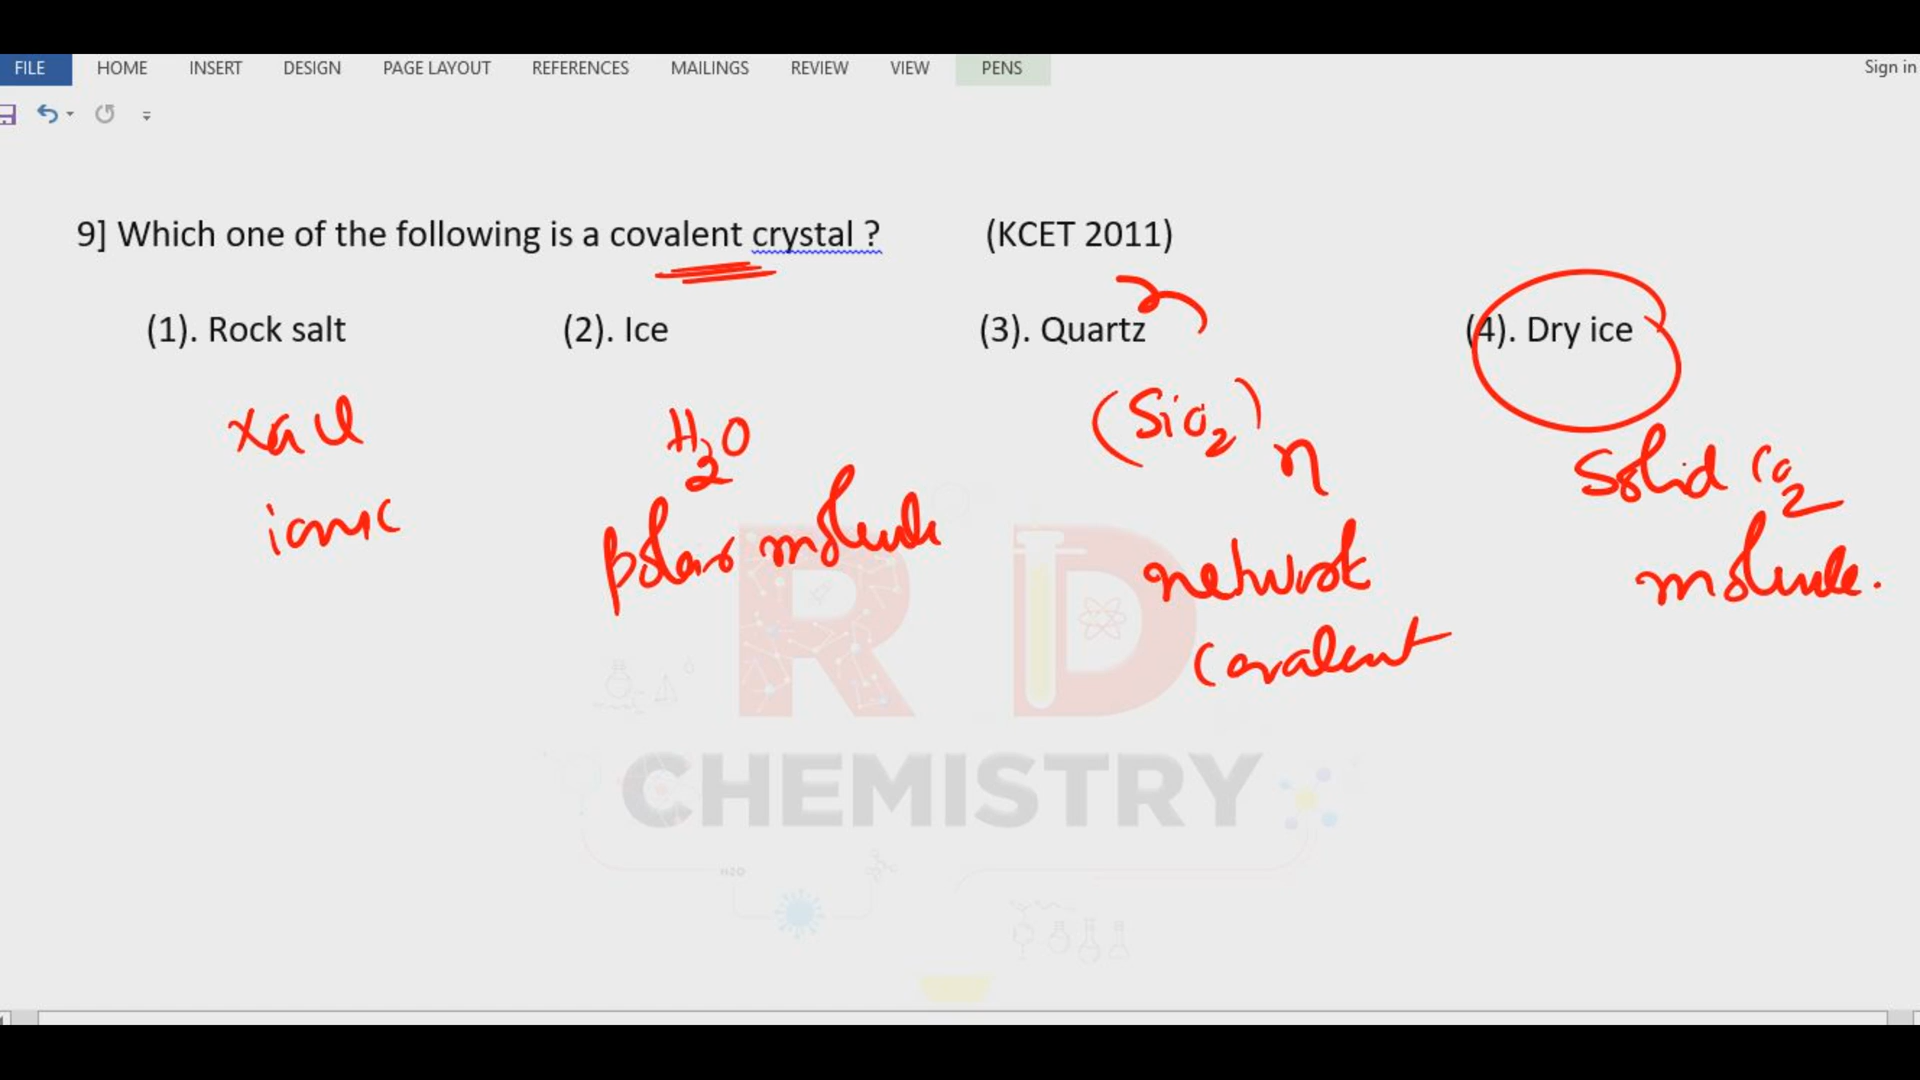 FILE HOME INSERT DESIGN PAGE LAYOUT REFERENCES MAILINGS REVIEW VIEW PENS Sign in
9] Which one of the following is a covalent crystal ? (KCET 2011)
(1). Rock salt (2). Ice (3). Quartz (4). Dry ice
H2O (SiO2)n Solid CO2
ionic polar molecule network molecule.
covalent
R D
CHEMISTRY
H2O